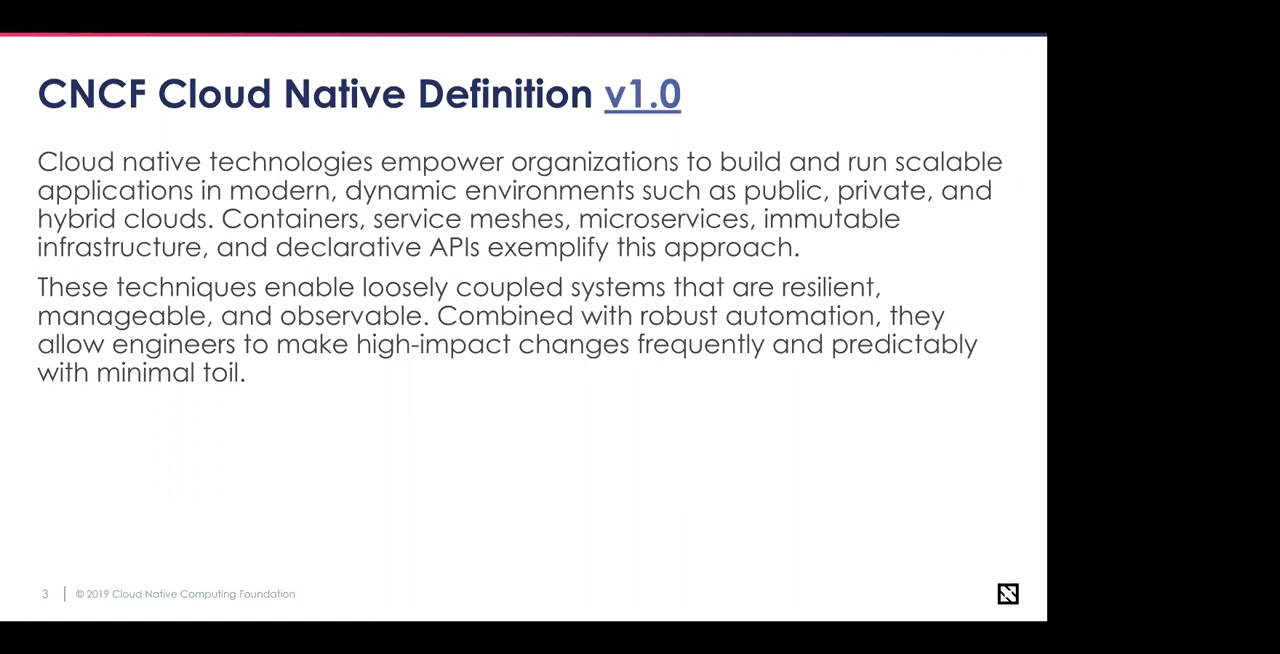 CNCF Cloud Native Definition v1.0
Cloud native technologies empower organizations to build and run scalable
applications in modern, dynamic environments such as public, private, and
hybrid clouds. Containers, service meshes, microservices, immutable
infrastructure, and declarative APIs exemplify this approach.
These techniques enable loosely coupled systems that are resilient,
manageable, and observable. Combined with robust automation, they
allow engineers to make high-impact changes frequently and predictably
with minimal toil.
3 | © 2019 Cloud Native Computing Foundation